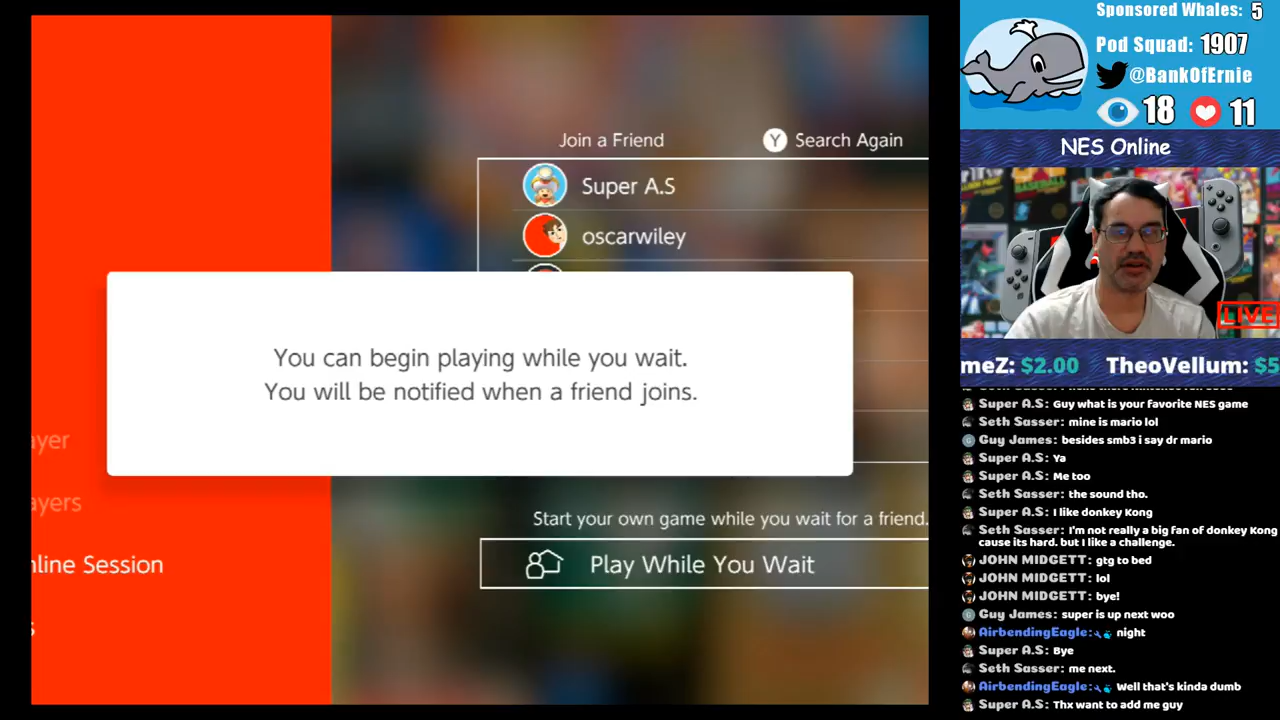 Join a Friend
Y Search Again
Super A.S
oscarwiley
You can begin playing while you wait.
You will be notified when a friend joins.
ayer
ayers
nline Session
s
Start your own game while you wait for a friend.
Play While You Wait
Sponsored Whales: 5
Pod Squad: 1907
@BankOfErnie
18 11
NES Online
BASEBALL
LIVE
meZ: $2.00 TheoVellum: $5
Super A.S: Guy what is your favorite NES game
Seth Sasser: mine is mario lol
G Guy James: besides smb3 i say dr mario
Super A.S: Ya
Super A.S: Me too
Seth Sasser: the sound tho.
Super A.S: I like donkey Kong
Seth Sasser: I'm not really a big fan of donkey Kong
cause its hard. but I like a challenge.
JOHN MIDGETT: gtg to bed
JOHN MIDGETT: lol
JOHN MIDGETT: bye!
G Guy James: super is up next woo
AirbendingEagle: night
Super A.S: Bye
Seth Sasser: me next.
AirbendingEagle: Well that's kinda dumb
Super A.S: Thx want to add me guy